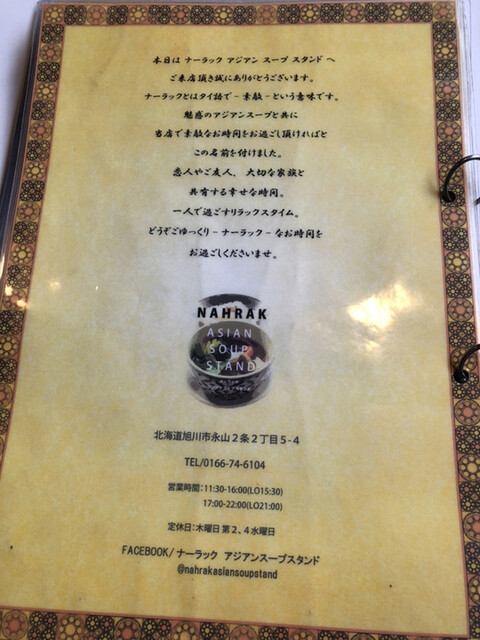 本日は ナーラック アジアン スープ スタンド へ
ご来店頂き誠にありがとうございます。
ナーラックとはタイ語で - 素敵 - という意味です。
魅惑のアジアンスープと共に
当店で素敵なお時間をお過し頂ければと
この名前を付けました。
恋人やご友人、大切な家族と
共有する幸せな時間。
一人で過ごすリラックスタイム。
どうぞごゆっくり - ナーラック - なお時間を
お過しくださいませ。
NAHRAK
ASIAN
SOUP
STAND
北海道旭川市永山２条２丁目５-４
TEL/0166-74-6104
営業時間：11:30-16:00(LO15:30)
17:00-22:00(LO21:00)
定休日：木曜日 第２、４水曜日
FACEBOOK/ ナーラック アジアンスープスタンド
@nahrakasiansoupstand